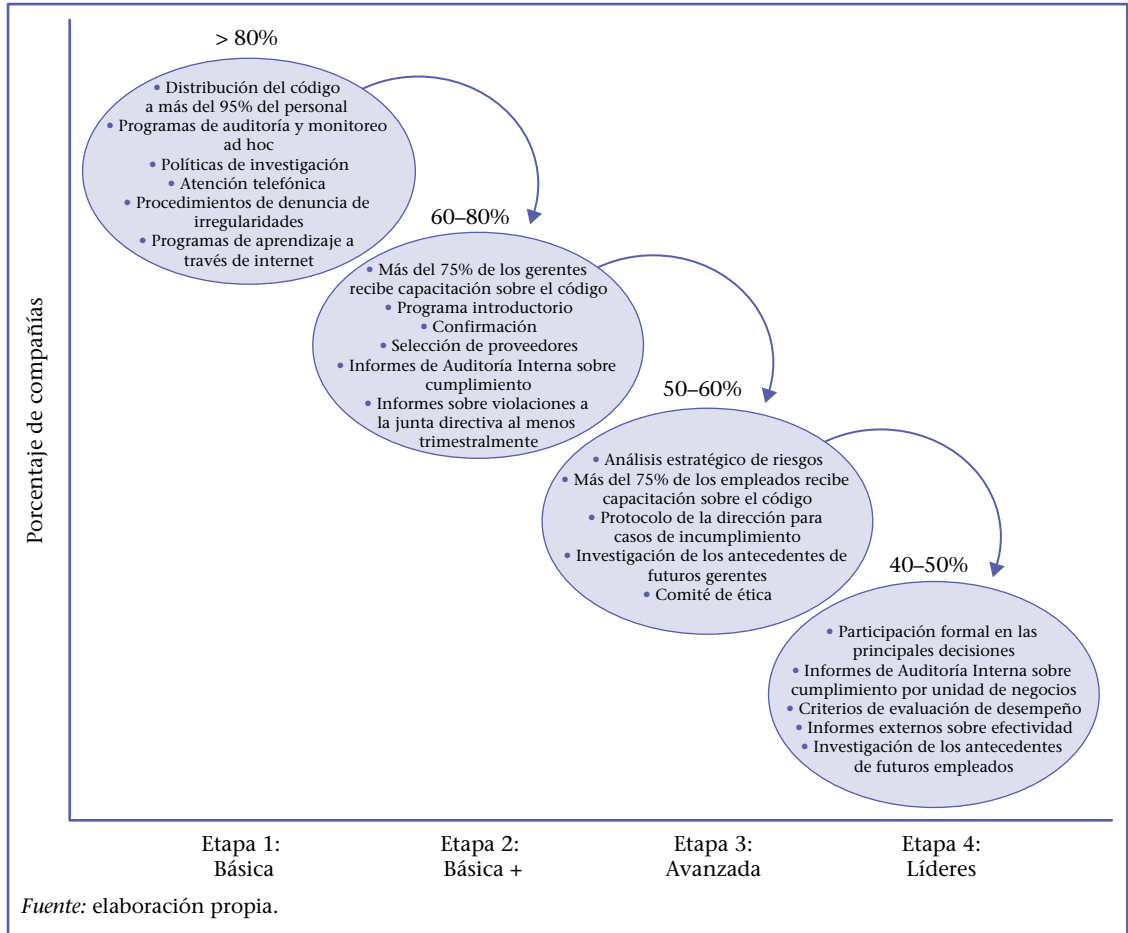 > 80%
• Distribución del código
a más del 95% del personal
• Programas de auditoría y monitoreo
ad hoc
• Políticas de investigación
• Atención telefónica
• Procedimientos de denuncia de
irregularidades
• Programas de aprendizaje a
través de internet
60–80%
• Más del 75% de los gerentes
recibe capacitación sobre el código
• Programa introductorio
• Confirmación
• Selección de proveedores
• Informes de Auditoría Interna sobre
cumplimiento
• Informes sobre violaciones a
la junta directiva al menos
trimestralmente
50–60%
• Análisis estratégico de riesgos
• Más del 75% de los empleados recibe
capacitación sobre el código
• Protocolo de la dirección para
casos de incumplimiento
• Investigación de los antecedentes de
futuros gerentes
• Comité de ética
40–50%
• Participación formal en las
principales decisiones
• Informes de Auditoría Interna sobre
cumplimiento por unidad de negocios
• Criterios de evaluación de desempeño
• Informes externos sobre efectividad
• Investigación de los antecedentes
de futuros empleados
Porcentaje de compañías
Etapa 1:
Básica
Etapa 2:
Básica +
Etapa 3:
Avanzada
Etapa 4:
Líderes
Fuente: elaboración propia.